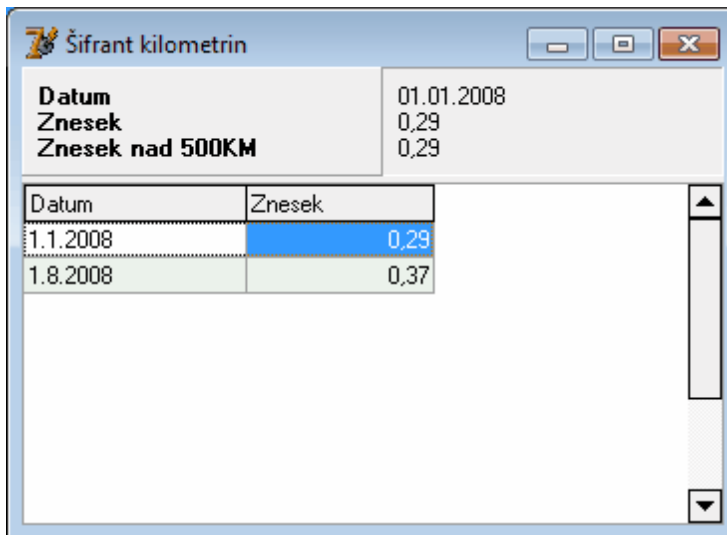 Šifrant kilometrin
Datum 01.01.2008
Znesek 0,29
Znesek nad 500KM 0,29
Datum Znesek
1.1.2008 0,29
1.8.2008 0,37